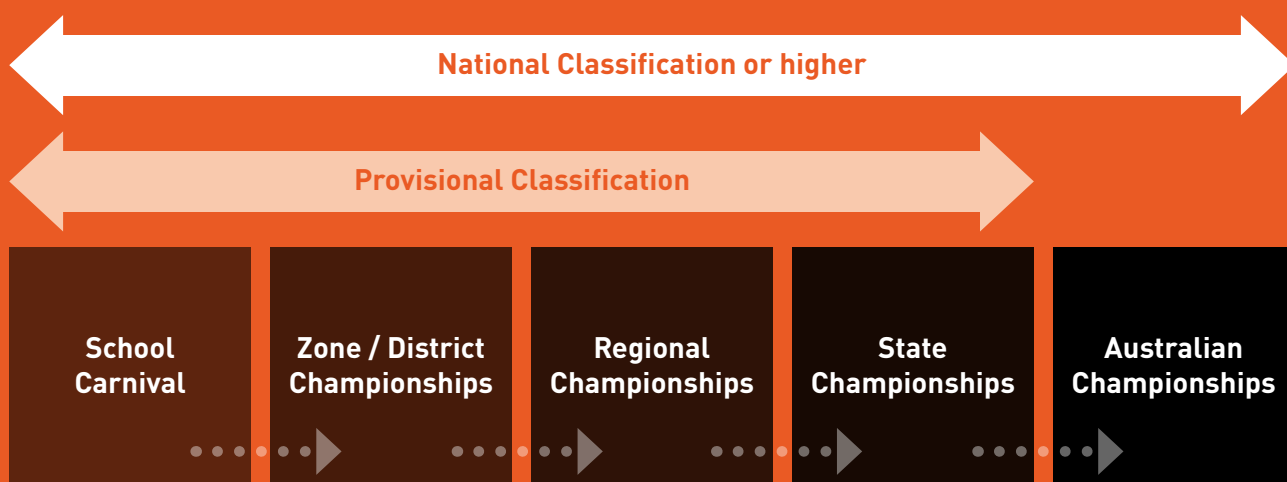 National Classification or higher
Provisional Classification
School
Carnival
Zone / District
Championships
Regional
Championships
State
Championships
Australian
Championships